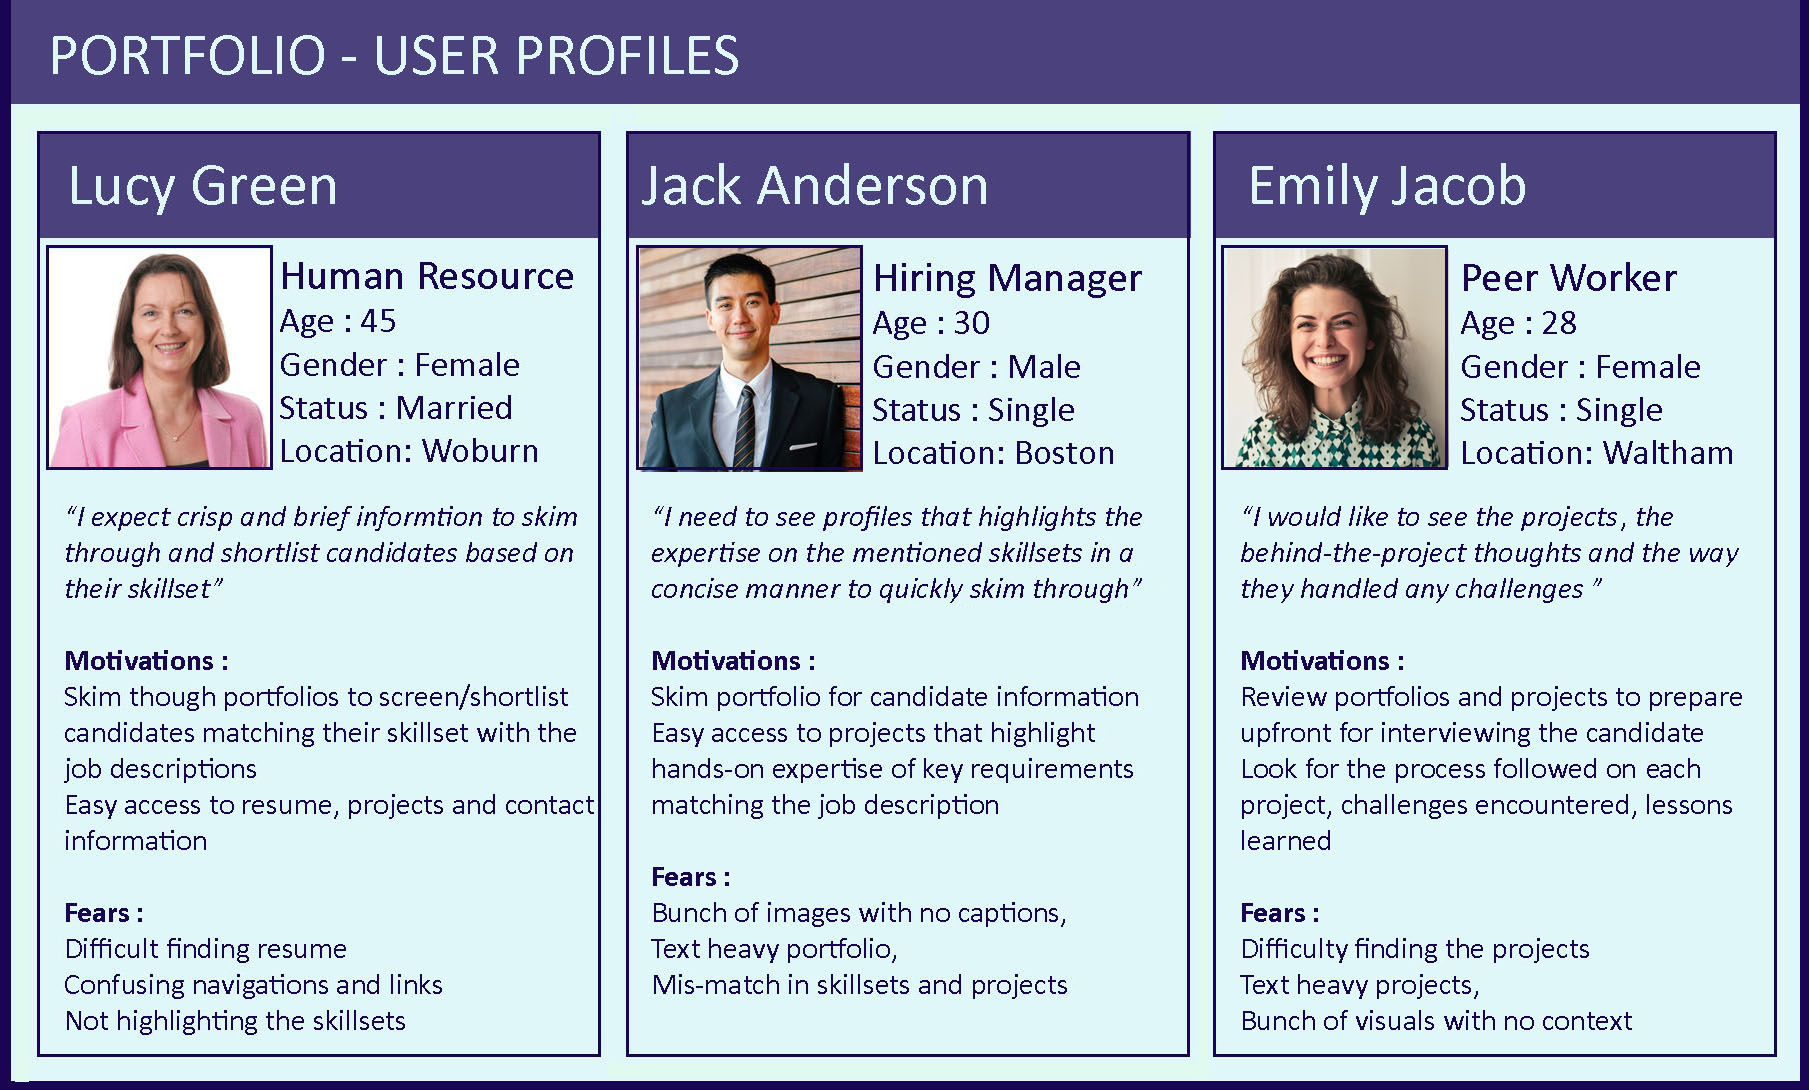 PORTFOLIO - USER PROFILES
Lucy Green
Human Resource
Age : 45
Gender : Female
Status : Married
Location: Woburn
“I expect crisp and brief informtion to skim
through and shortlist candidates based on
their skillset”
Motivations :
Skim though portfolios to screen/shortlist
candidates matching their skillset with the
job descriptions
Easy access to resume, projects and contact
information
Fears :
Difficult finding resume
Confusing navigations and links
Not highlighting the skillsets
Jack Anderson
Hiring Manager
Age : 30
Gender : Male
Status : Single
Location: Boston
“I need to see profiles that highlights the
expertise on the mentioned skillsets in a
concise manner to quickly skim through”
Motivations :
Skim portfolio for candidate information
Easy access to projects that highlight
hands-on expertise of key requirements
matching the job description
Fears :
Bunch of images with no captions,
Text heavy portfolio,
Mis-match in skillsets and projects
Emily Jacob
Peer Worker
Age : 28
Gender : Female
Status : Single
Location: Waltham
“I would like to see the projects, the
behind-the-project thoughts and the way
they handled any challenges ”
Motivations :
Review portfolios and projects to prepare
upfront for interviewing the candidate
Look for the process followed on each
project, challenges encountered, lessons
learned
Fears :
Difficulty finding the projects
Text heavy projects,
Bunch of visuals with no context